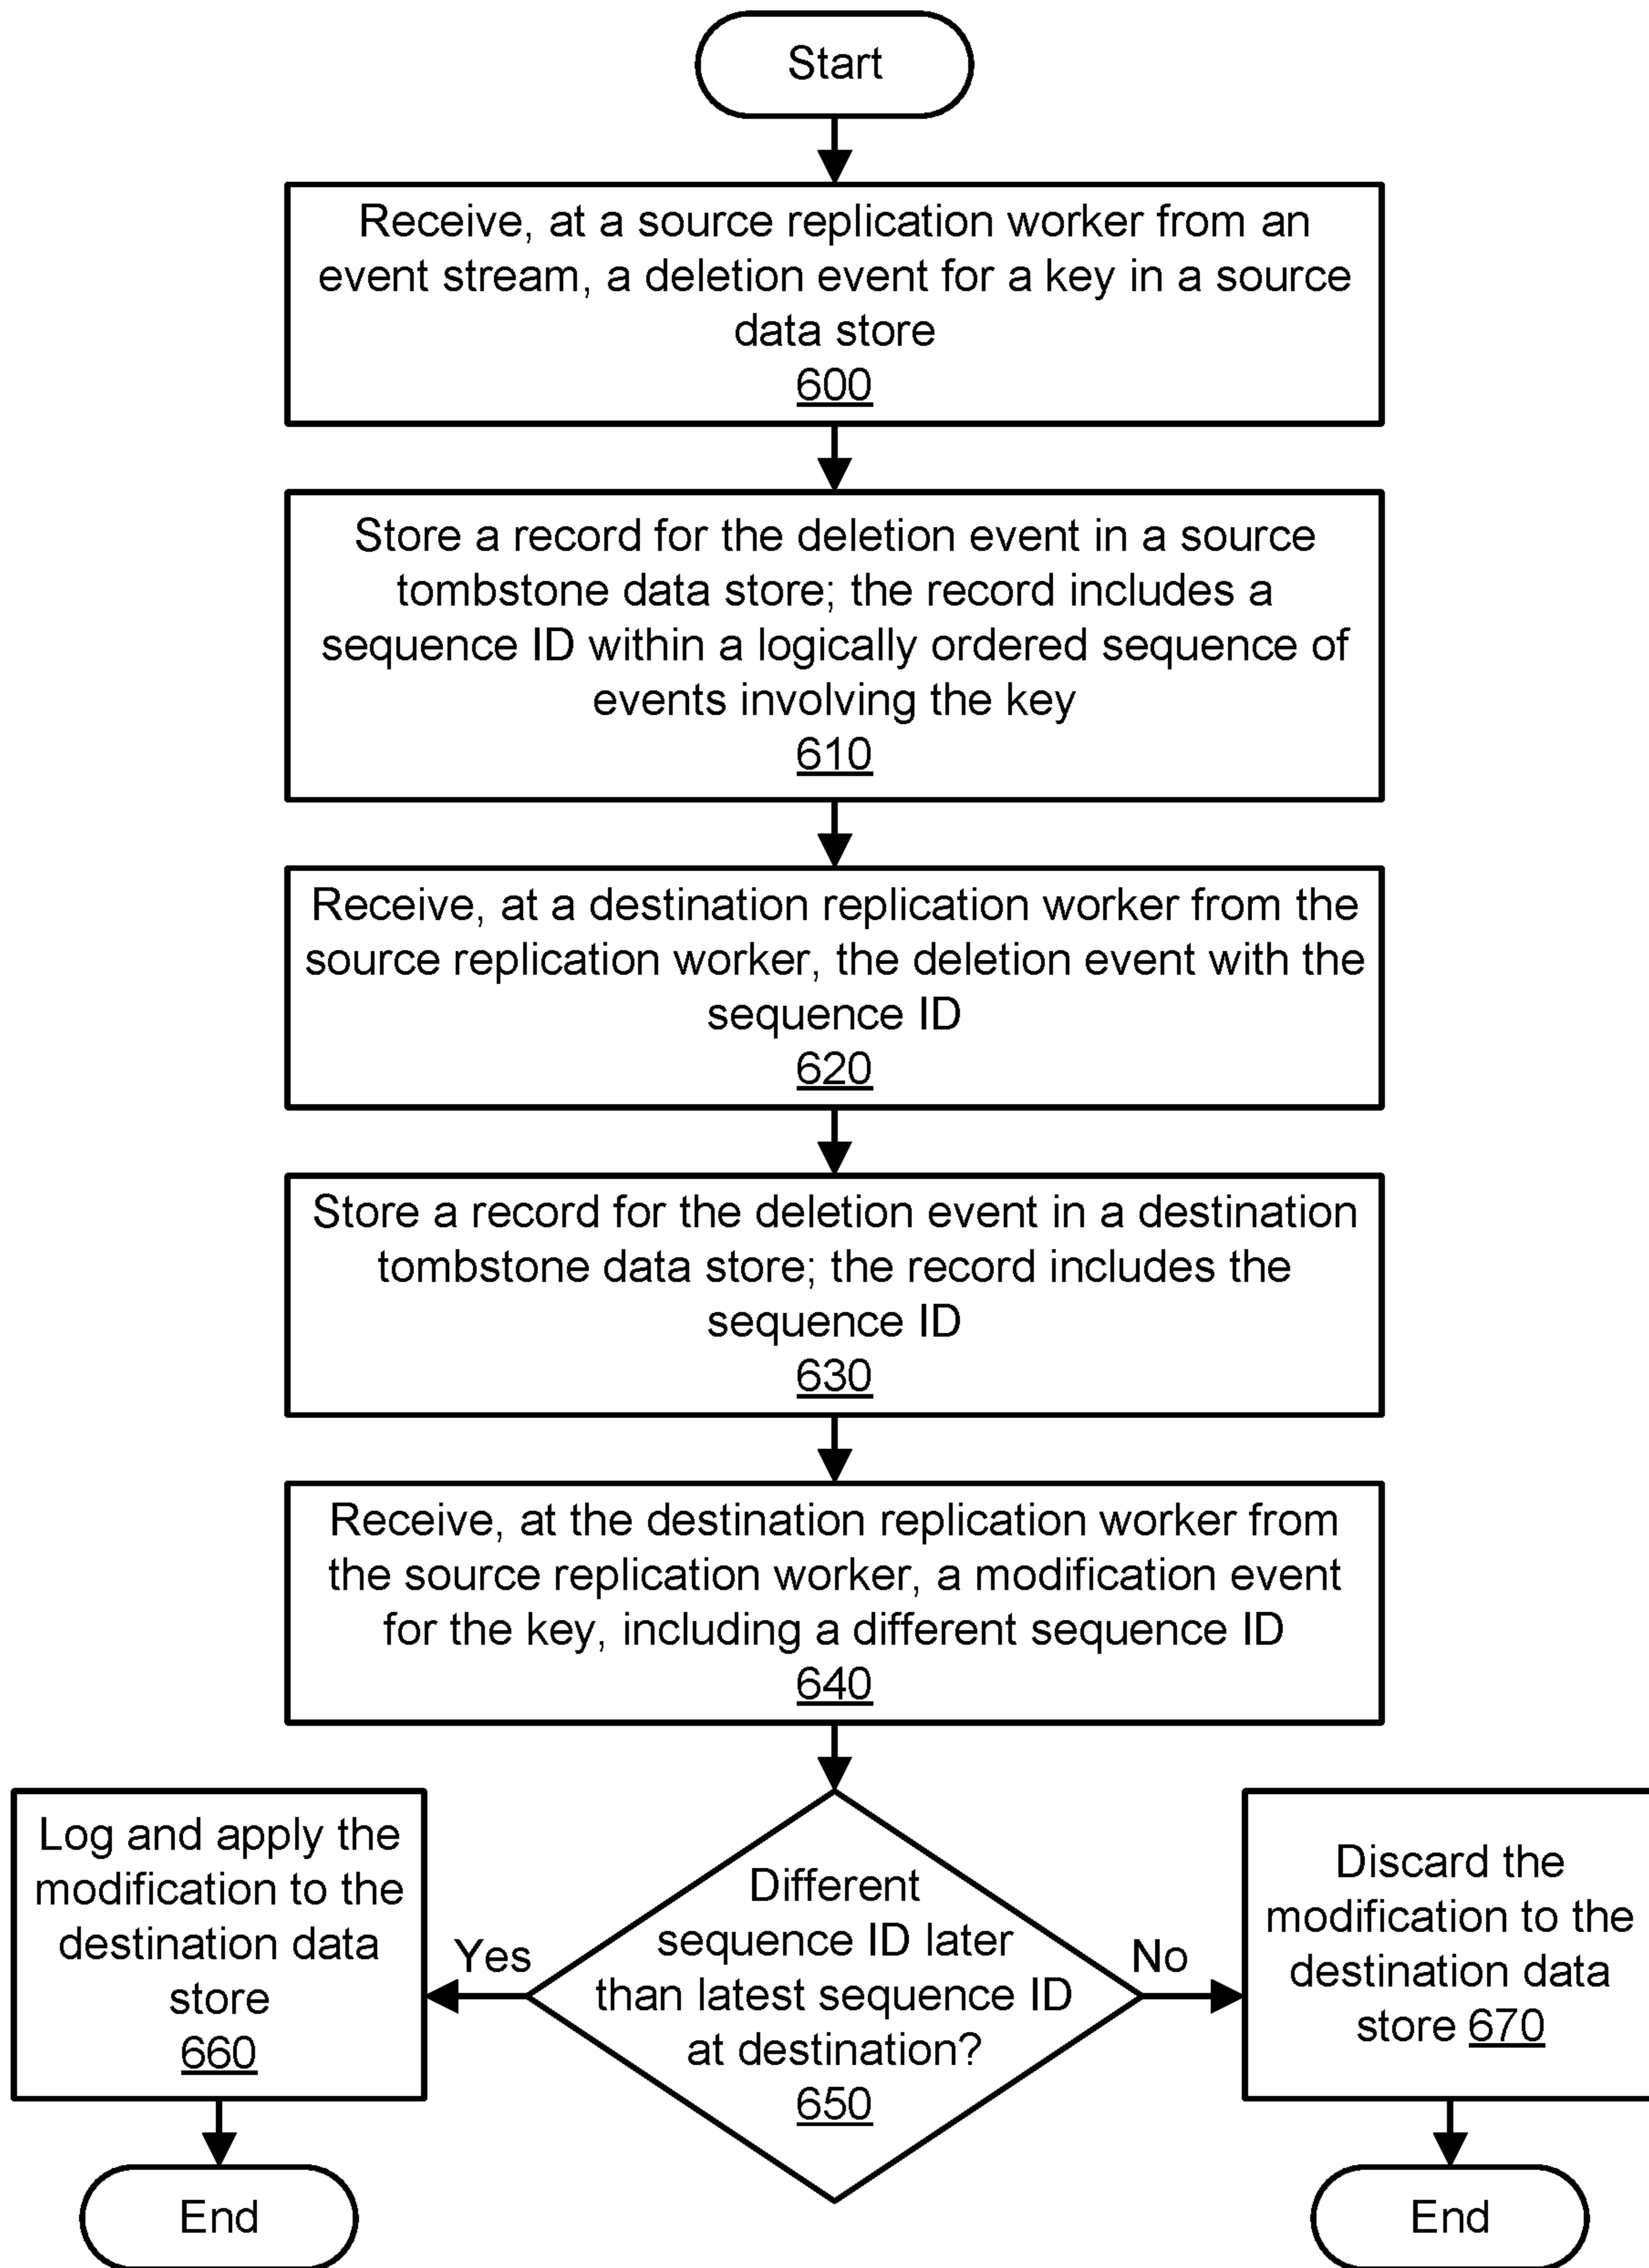 Start
Receive, at a source replication worker from an
event stream, a deletion event for a key in a source
data store
600
Store a record for the deletion event in a source
tombstone data store; the record includes a
sequence ID within a logically ordered sequence of
events involving the key
610
Receive, at a destination replication worker from the
source replication worker, the deletion event with the
sequence ID
620
Store a record for the deletion event in a destination
tombstone data store; the record includes the
sequence ID
630
Receive, at the destination replication worker from
the source replication worker, a modification event
for the key, including a different sequence ID
640
Different
sequence ID later
than latest sequence ID
at destination?
650
Yes
Log and apply the
modification to the
destination data
store
660
End
No
Discard the
modification to the
destination data
store 670
End